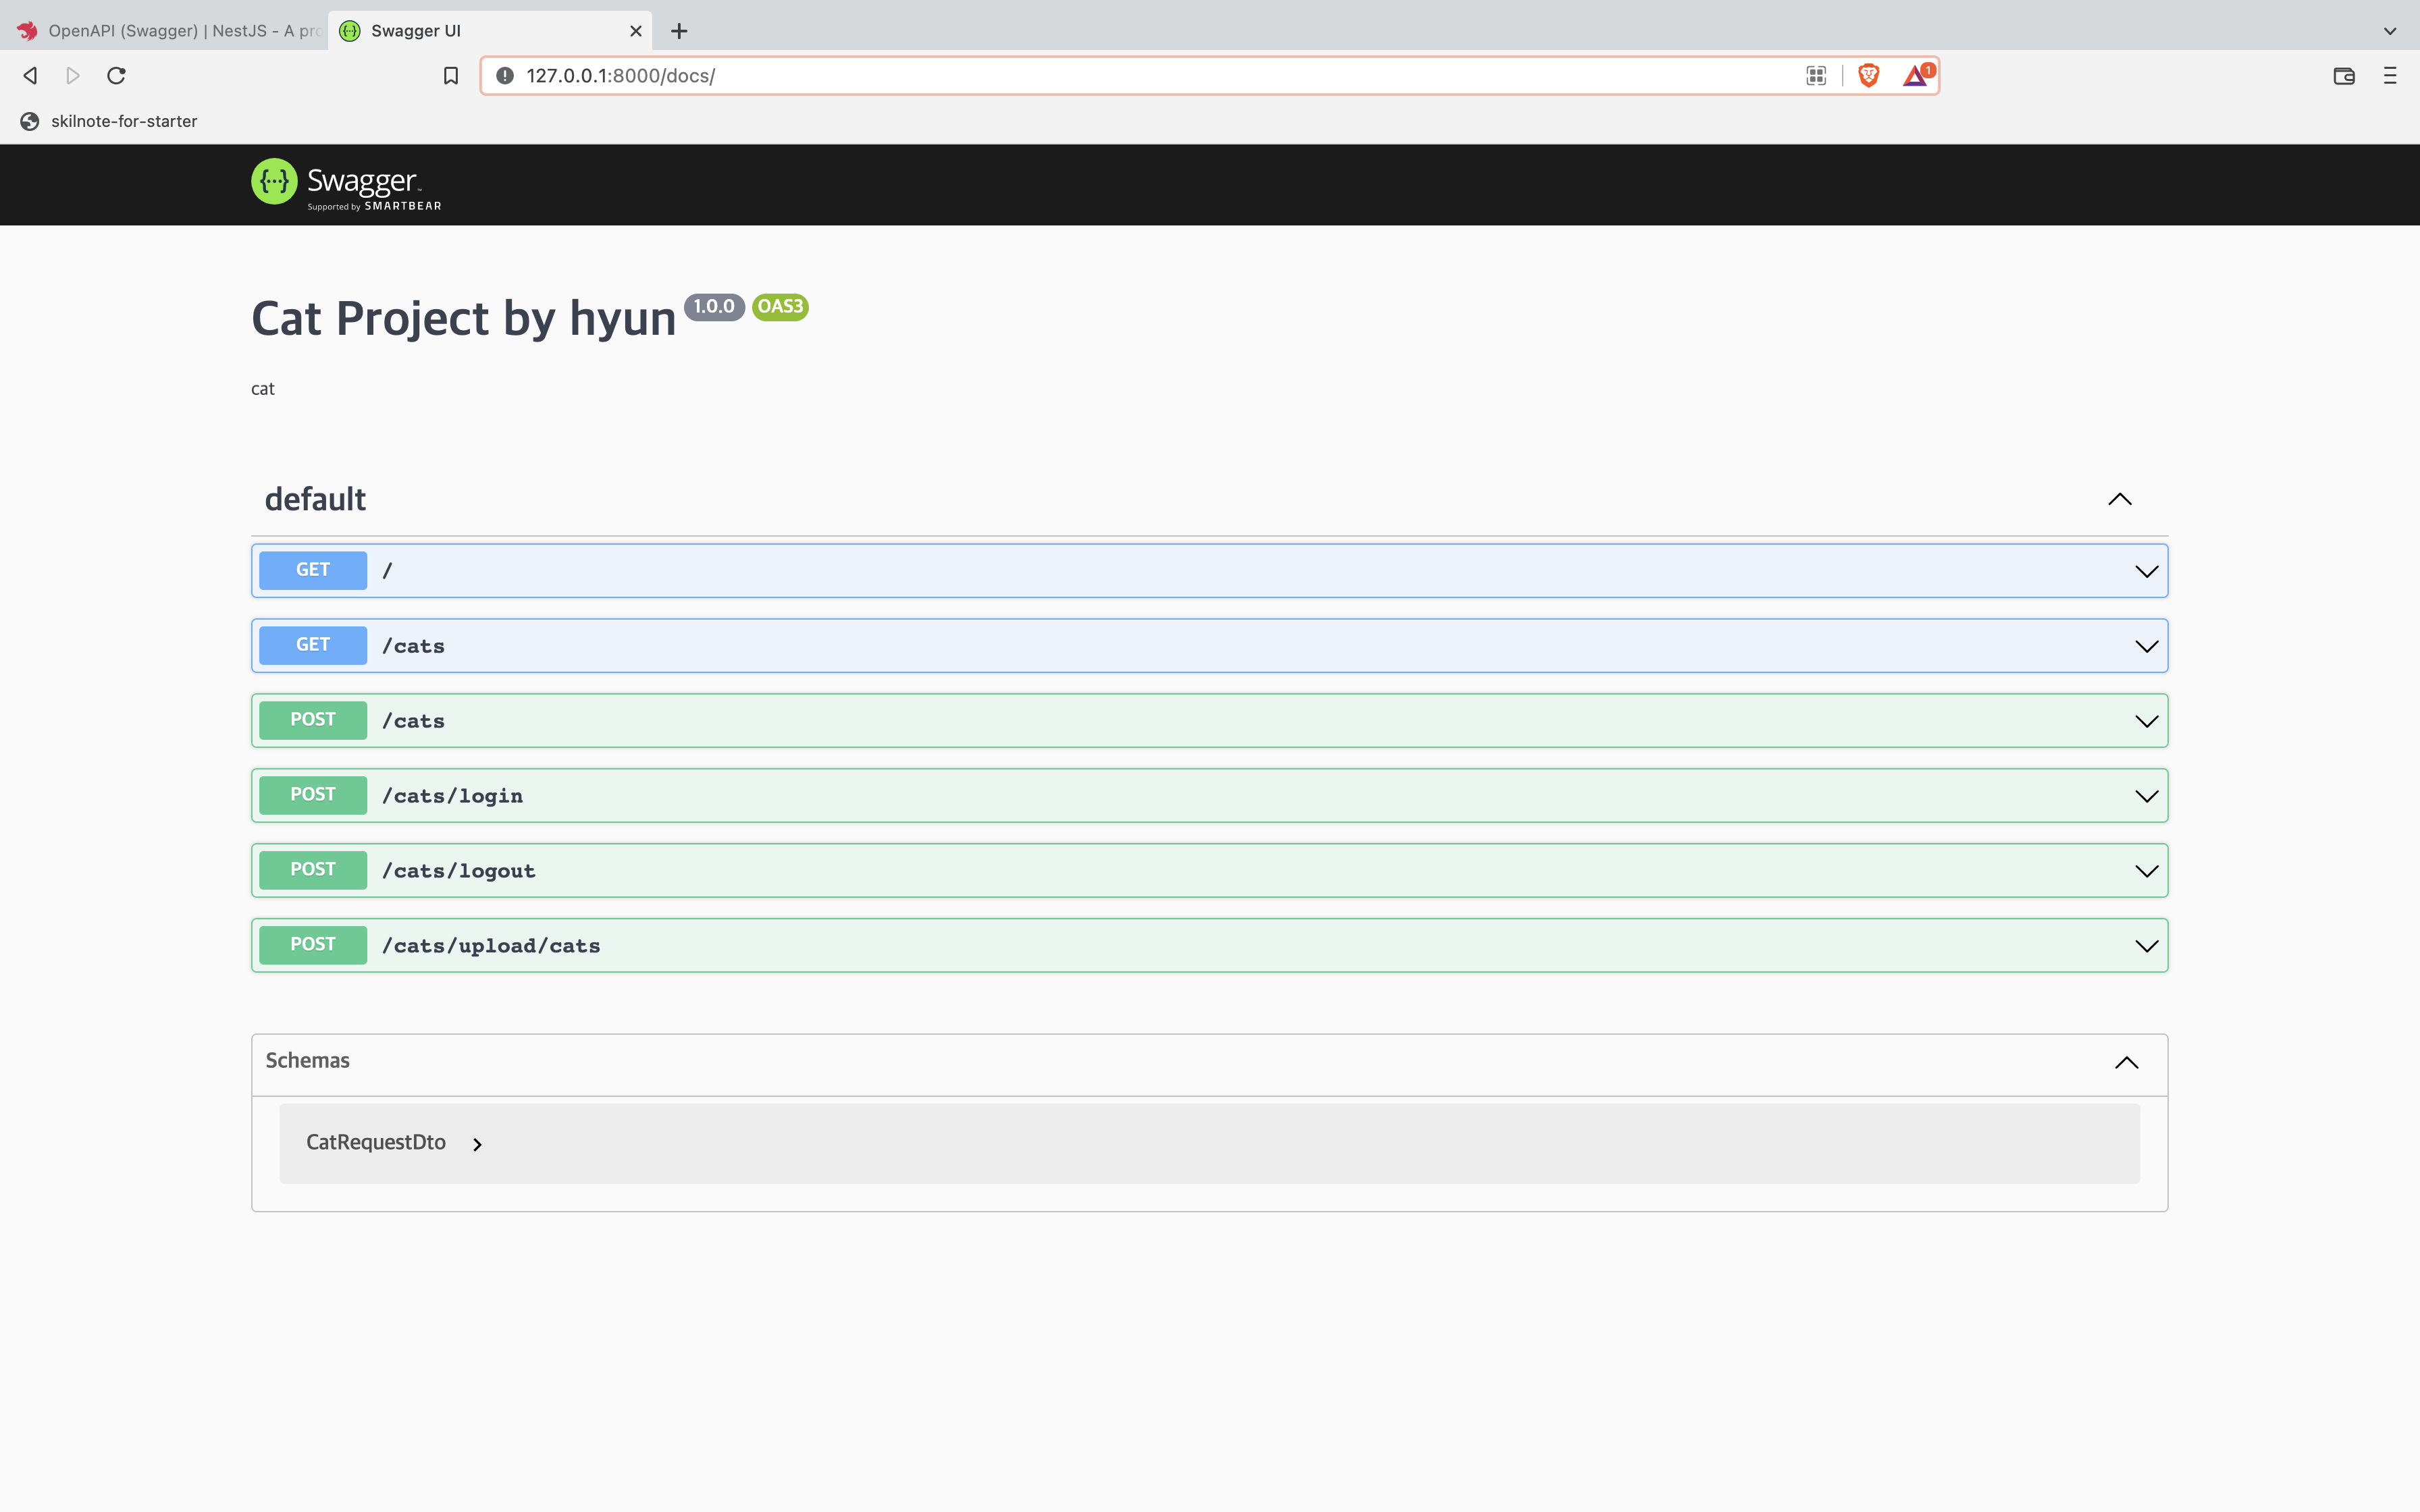 OpenAPI (Swagger) | NestJS - A pro
Swagger UI
127.0.0.1:8000/docs/
1
skilnote-for-starter
{···} Swagger
Supported by SMARTBEAR
Cat Project by hyun 1.0.0 OAS3
cat
default
GET /
GET /cats
POST /cats
POST /cats/login
POST /cats/logout
POST /cats/upload/cats
Schemas
CatRequestDto